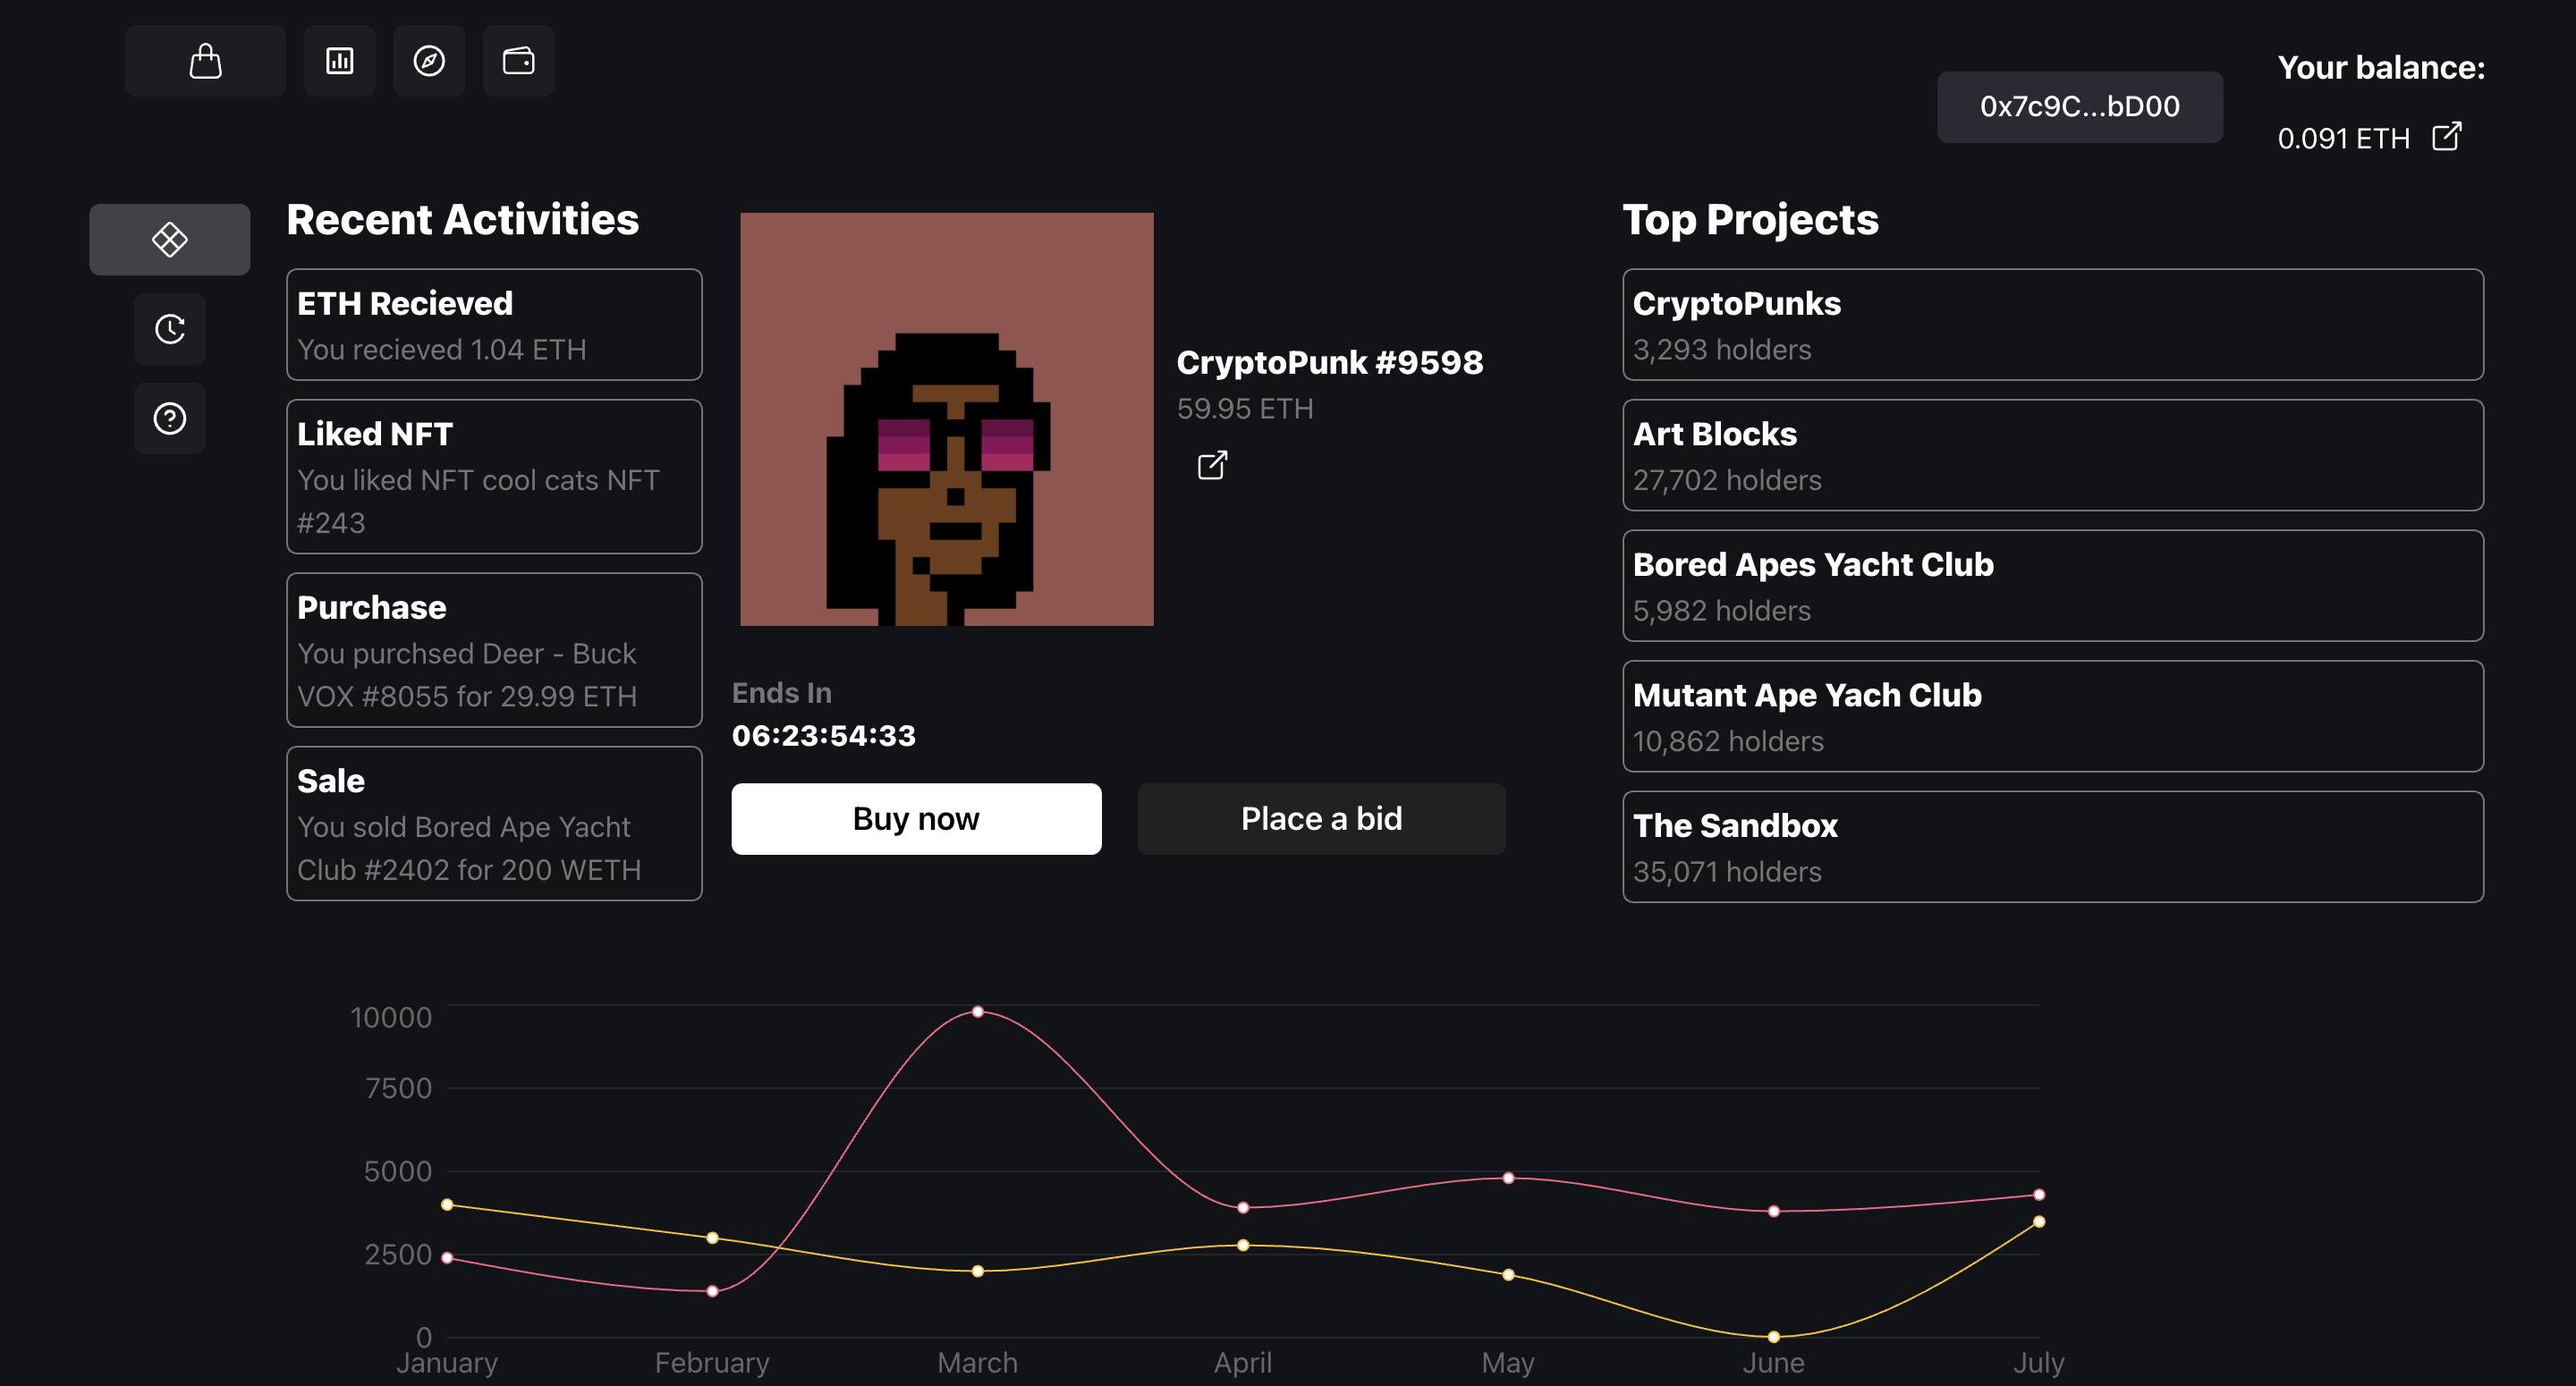 0x7c9C...bD00
Your balance:
0.091 ETH
Recent Activities
ETH Recieved
You recieved 1.04 ETH
Liked NFT
You liked NFT cool cats NFT
#243
Purchase
You purchsed Deer - Buck
VOX #8055 for 29.99 ETH
Sale
You sold Bored Ape Yacht
Club #2402 for 200 WETH
CryptoPunk #9598
59.95 ETH
Ends In
06:23:54:33
Buy now
Place a bid
Top Projects
CryptoPunks
3,293 holders
Art Blocks
27,702 holders
Bored Apes Yacht Club
5,982 holders
Mutant Ape Yach Club
10,862 holders
The Sandbox
35,071 holders
10000
7500
5000
2500
0
January February March April May June July